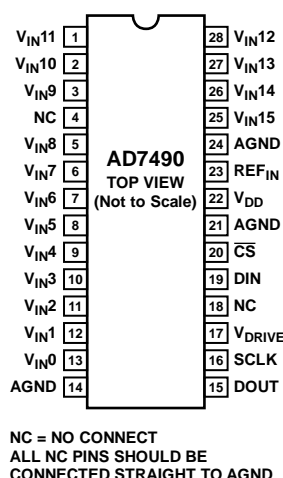 VIN11 1
VIN10 2
VIN9 3
NC 4
VIN8 5
VIN7 6
VIN6 7
VIN5 8
VIN4 9
VIN3 10
VIN2 11
VIN1 12
VIN0 13
AGND 14
AD7490
TOP VIEW
(Not to Scale)
28 VIN12
27 VIN13
26 VIN14
25 VIN15
24 AGND
23 REFIN
22 VDD
21 AGND
20 CS
19 DIN
18 NC
17 VDRIVE
16 SCLK
15 DOUT
NC = NO CONNECT
ALL NC PINS SHOULD BE
CONNECTED STRAIGHT TO AGND